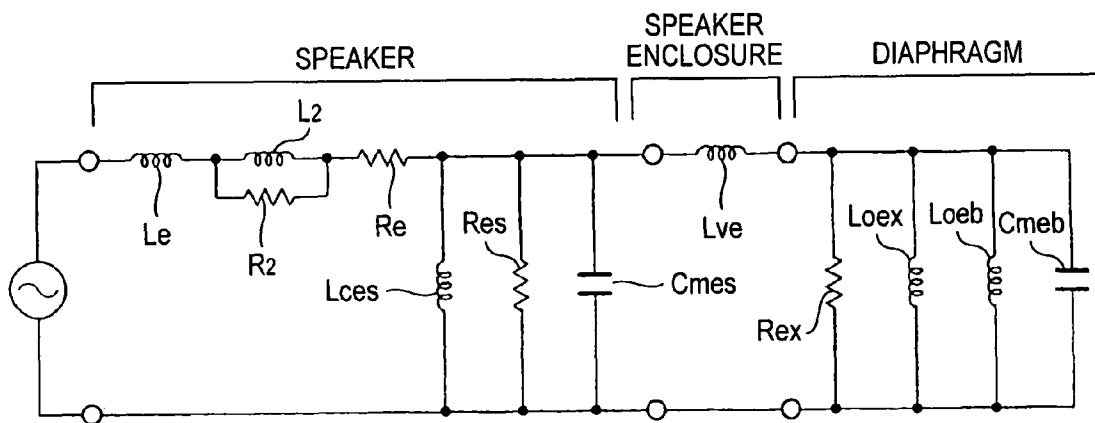 SPEAKER
SPEAKER
ENCLOSURE
DIAPHRAGM
L2
Le
R2
Re
Lces
Res
Cmes
Lve
Rex
Loex
Loeb
Cmeb